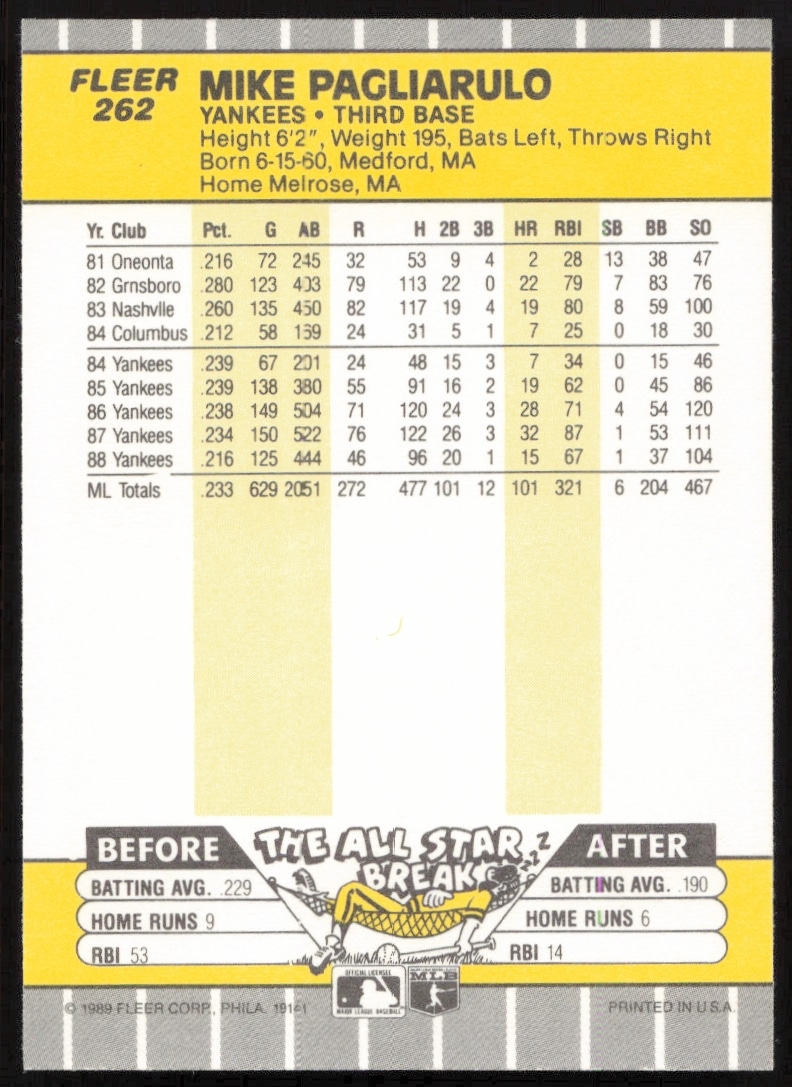 FLEER
262
MIKE PAGLIARULO
YANKEES • THIRD BASE
Height 6'2", Weight 195, Bats Left, Throws Right
Born 6-15-60, Medford, MA
Home Melrose, MA
Yr. Club Pct. G AB R H 2B 3B HR RBI SB BB SO
81 Oneonta .216 72 245 32 53 9 4 2 28 13 38 47
82 Grnsboro .280 123 403 79 113 22 0 22 79 7 83 76
83 Nashvlle .260 135 450 82 117 19 4 19 80 8 59 100
84 Columbus .212 58 24 31 5 1 7 25 0 18 30
84 Yankees .239 67 201 24 48 15 3 7 34 0 15 46
85 Yankees .239 138 380 55 91 16 2 19 62 0 45 86
86 Yankees .238 149 504 71 120 24 3 28 71 4 54 120
87 Yankees .234 150 522 76 122 26 3 32 87 1 53 111
88 Yankees .216 125 444 46 96 20 1 15 67 1 37 104
ML Totals .233 629 2051 272 477 101 12 101 321 6 204 467
THE ALL STAR BREAK
ZZZ
BEFORE
BATTING AVG. .229
HOME RUNS 9
RBI 53
AFTER
BATTING AVG. .190
HOME RUNS 6
RBI 14
OFFICIAL LICENSEE
MAJOR LEAGUE BASEBALL
MLB
© 1989 FLEER CORP., PHILA. 19141
PRINTED IN U.S.A.